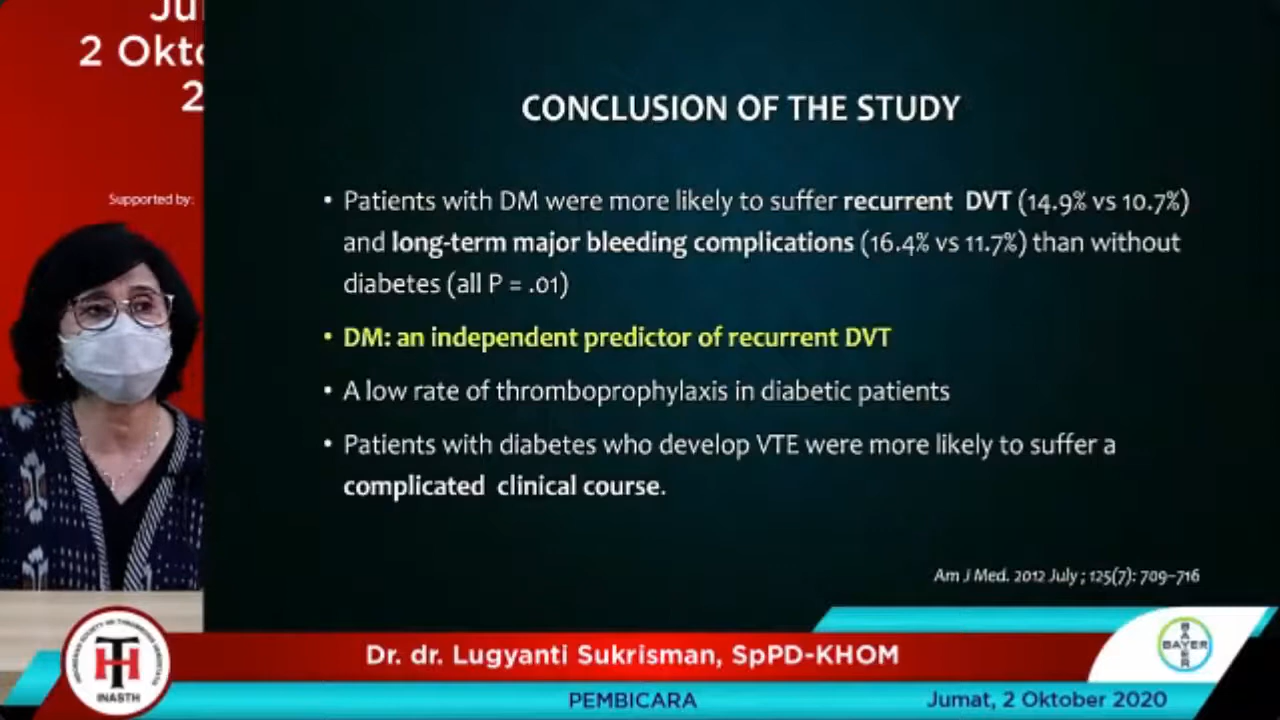 2
Supported by:
CONCLUSION OF THE STUDY
• Patients with DM were more likely to suffer recurrent DVT (14.9% vs 10.7%)
and long-term major bleeding complications (16.4% vs 11.7%) than without
diabetes (all P = .01)
• DM: an independent predictor of recurrent DVT
• A low rate of thromboprophylaxis in diabetic patients
• Patients with diabetes who develop VTE were more likely to suffer a
complicated clinical course.
Am J Med. 2012 July ; 125(7): 709–716
INASTH
Dr. dr. Lugyanti Sukrisman, SpPD-KHOM
BAYER
PEMBICARA
Jumat, 2 Oktober 2020